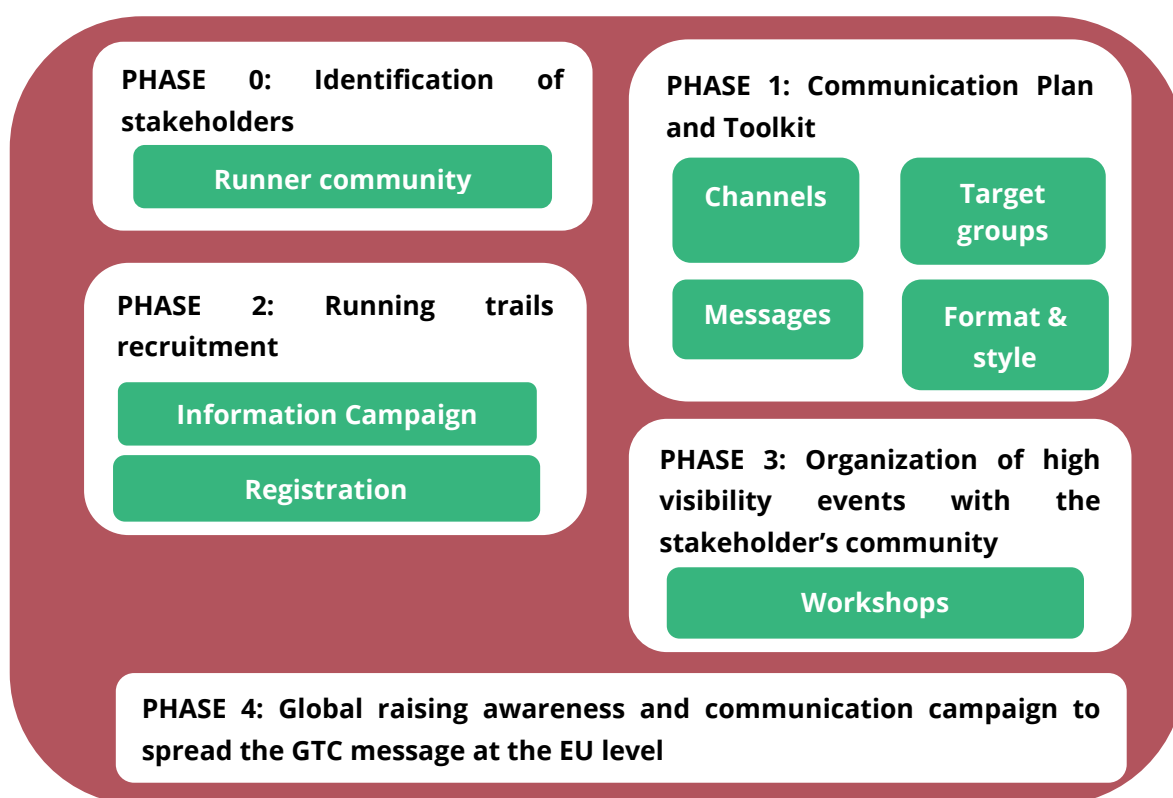 PHASE 0: Identification of
stakeholders
Runner community
PHASE 1: Communication Plan
and Toolkit
Channels
Target
groups
Messages
Format &
style
PHASE 2: Running trails
recruitment
Information Campaign
Registration
PHASE 3: Organization of high
visibility events with the
stakeholder’s community
Workshops
PHASE 4: Global raising awareness and communication campaign to
spread the GTC message at the EU level